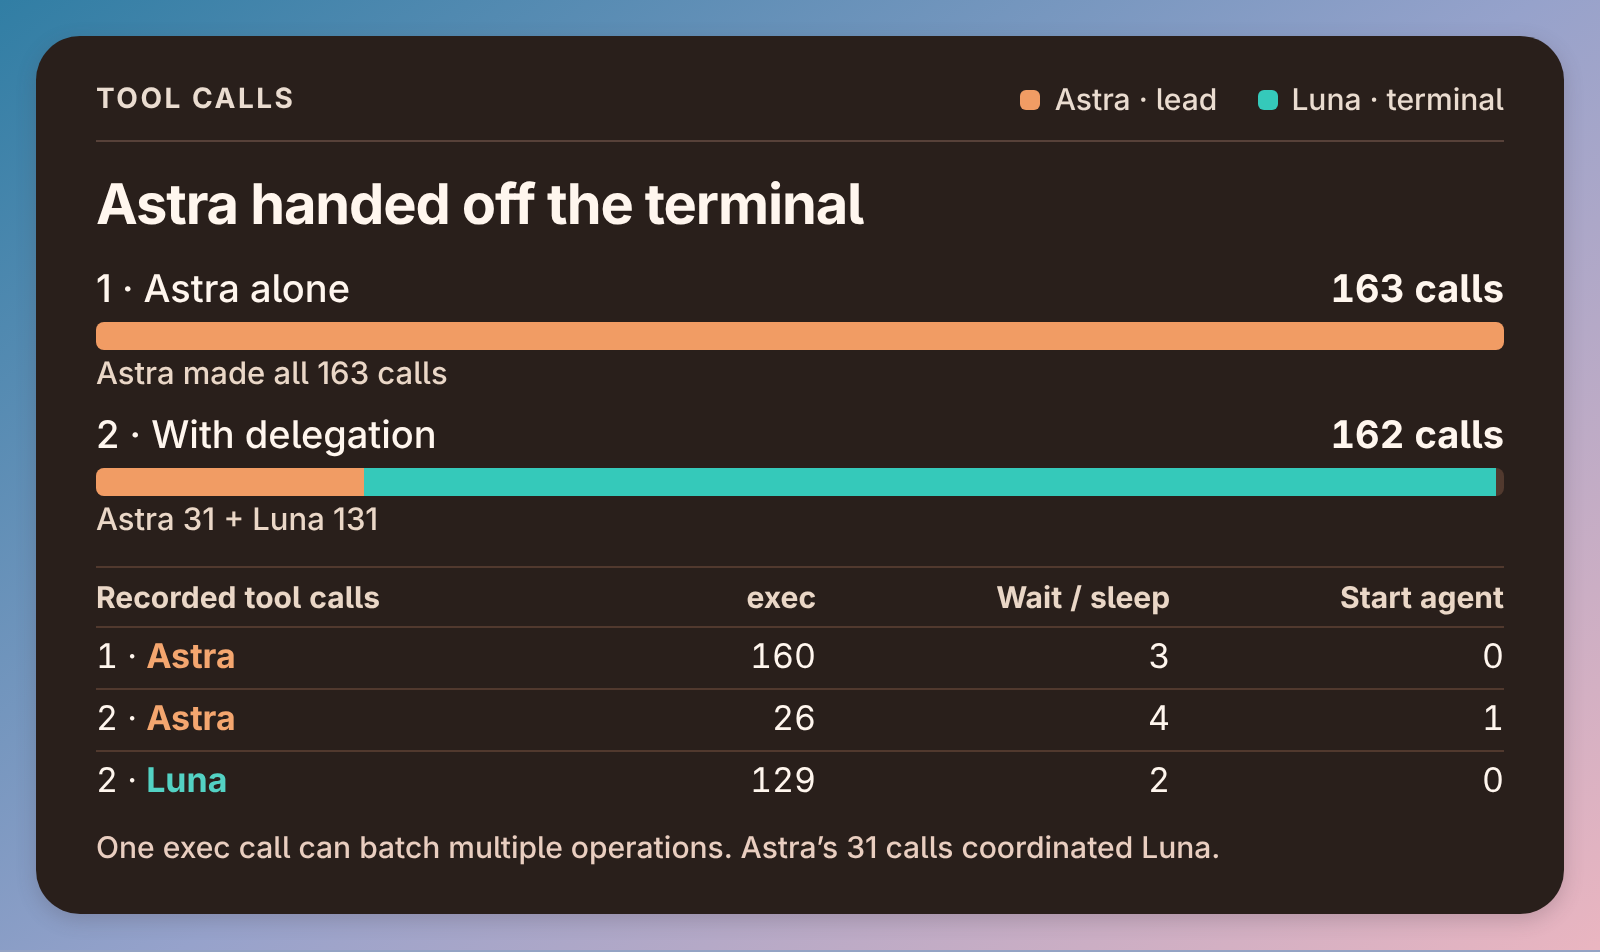 TOOL CALLS
Astra · lead
Luna · terminal
Astra handed off the terminal
1 · Astra alone
163 calls
Astra made all 163 calls
2 · With delegation
162 calls
Astra 31 + Luna 131
Recorded tool calls exec Wait / sleep Start agent
1 · Astra 160 3 0
2 · Astra 26 4 1
2 · Luna 129 2 0
One exec call can batch multiple operations. Astra’s 31 calls coordinated Luna.